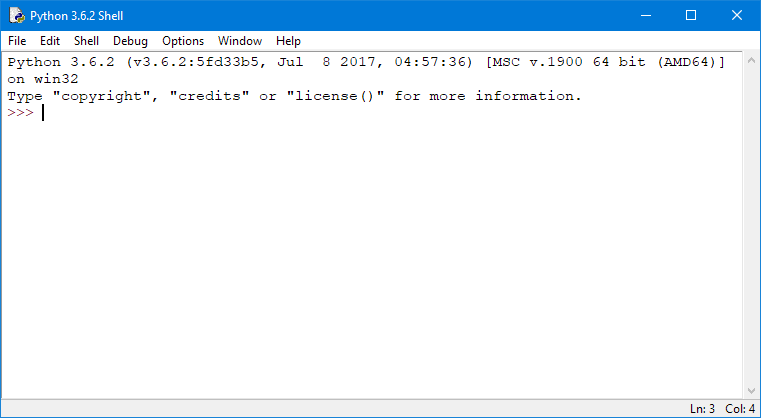 Python 3.6.2 Shell
File Edit Shell Debug Options Window Help
Python 3.6.2 (v3.6.2:5fd33b5, Jul  8 2017, 04:57:36) [MSC v.1900 64 bit (AMD64)]
on win32
Type "copyright", "credits" or "license()" for more information.
>>>
Ln: 3 Col: 4